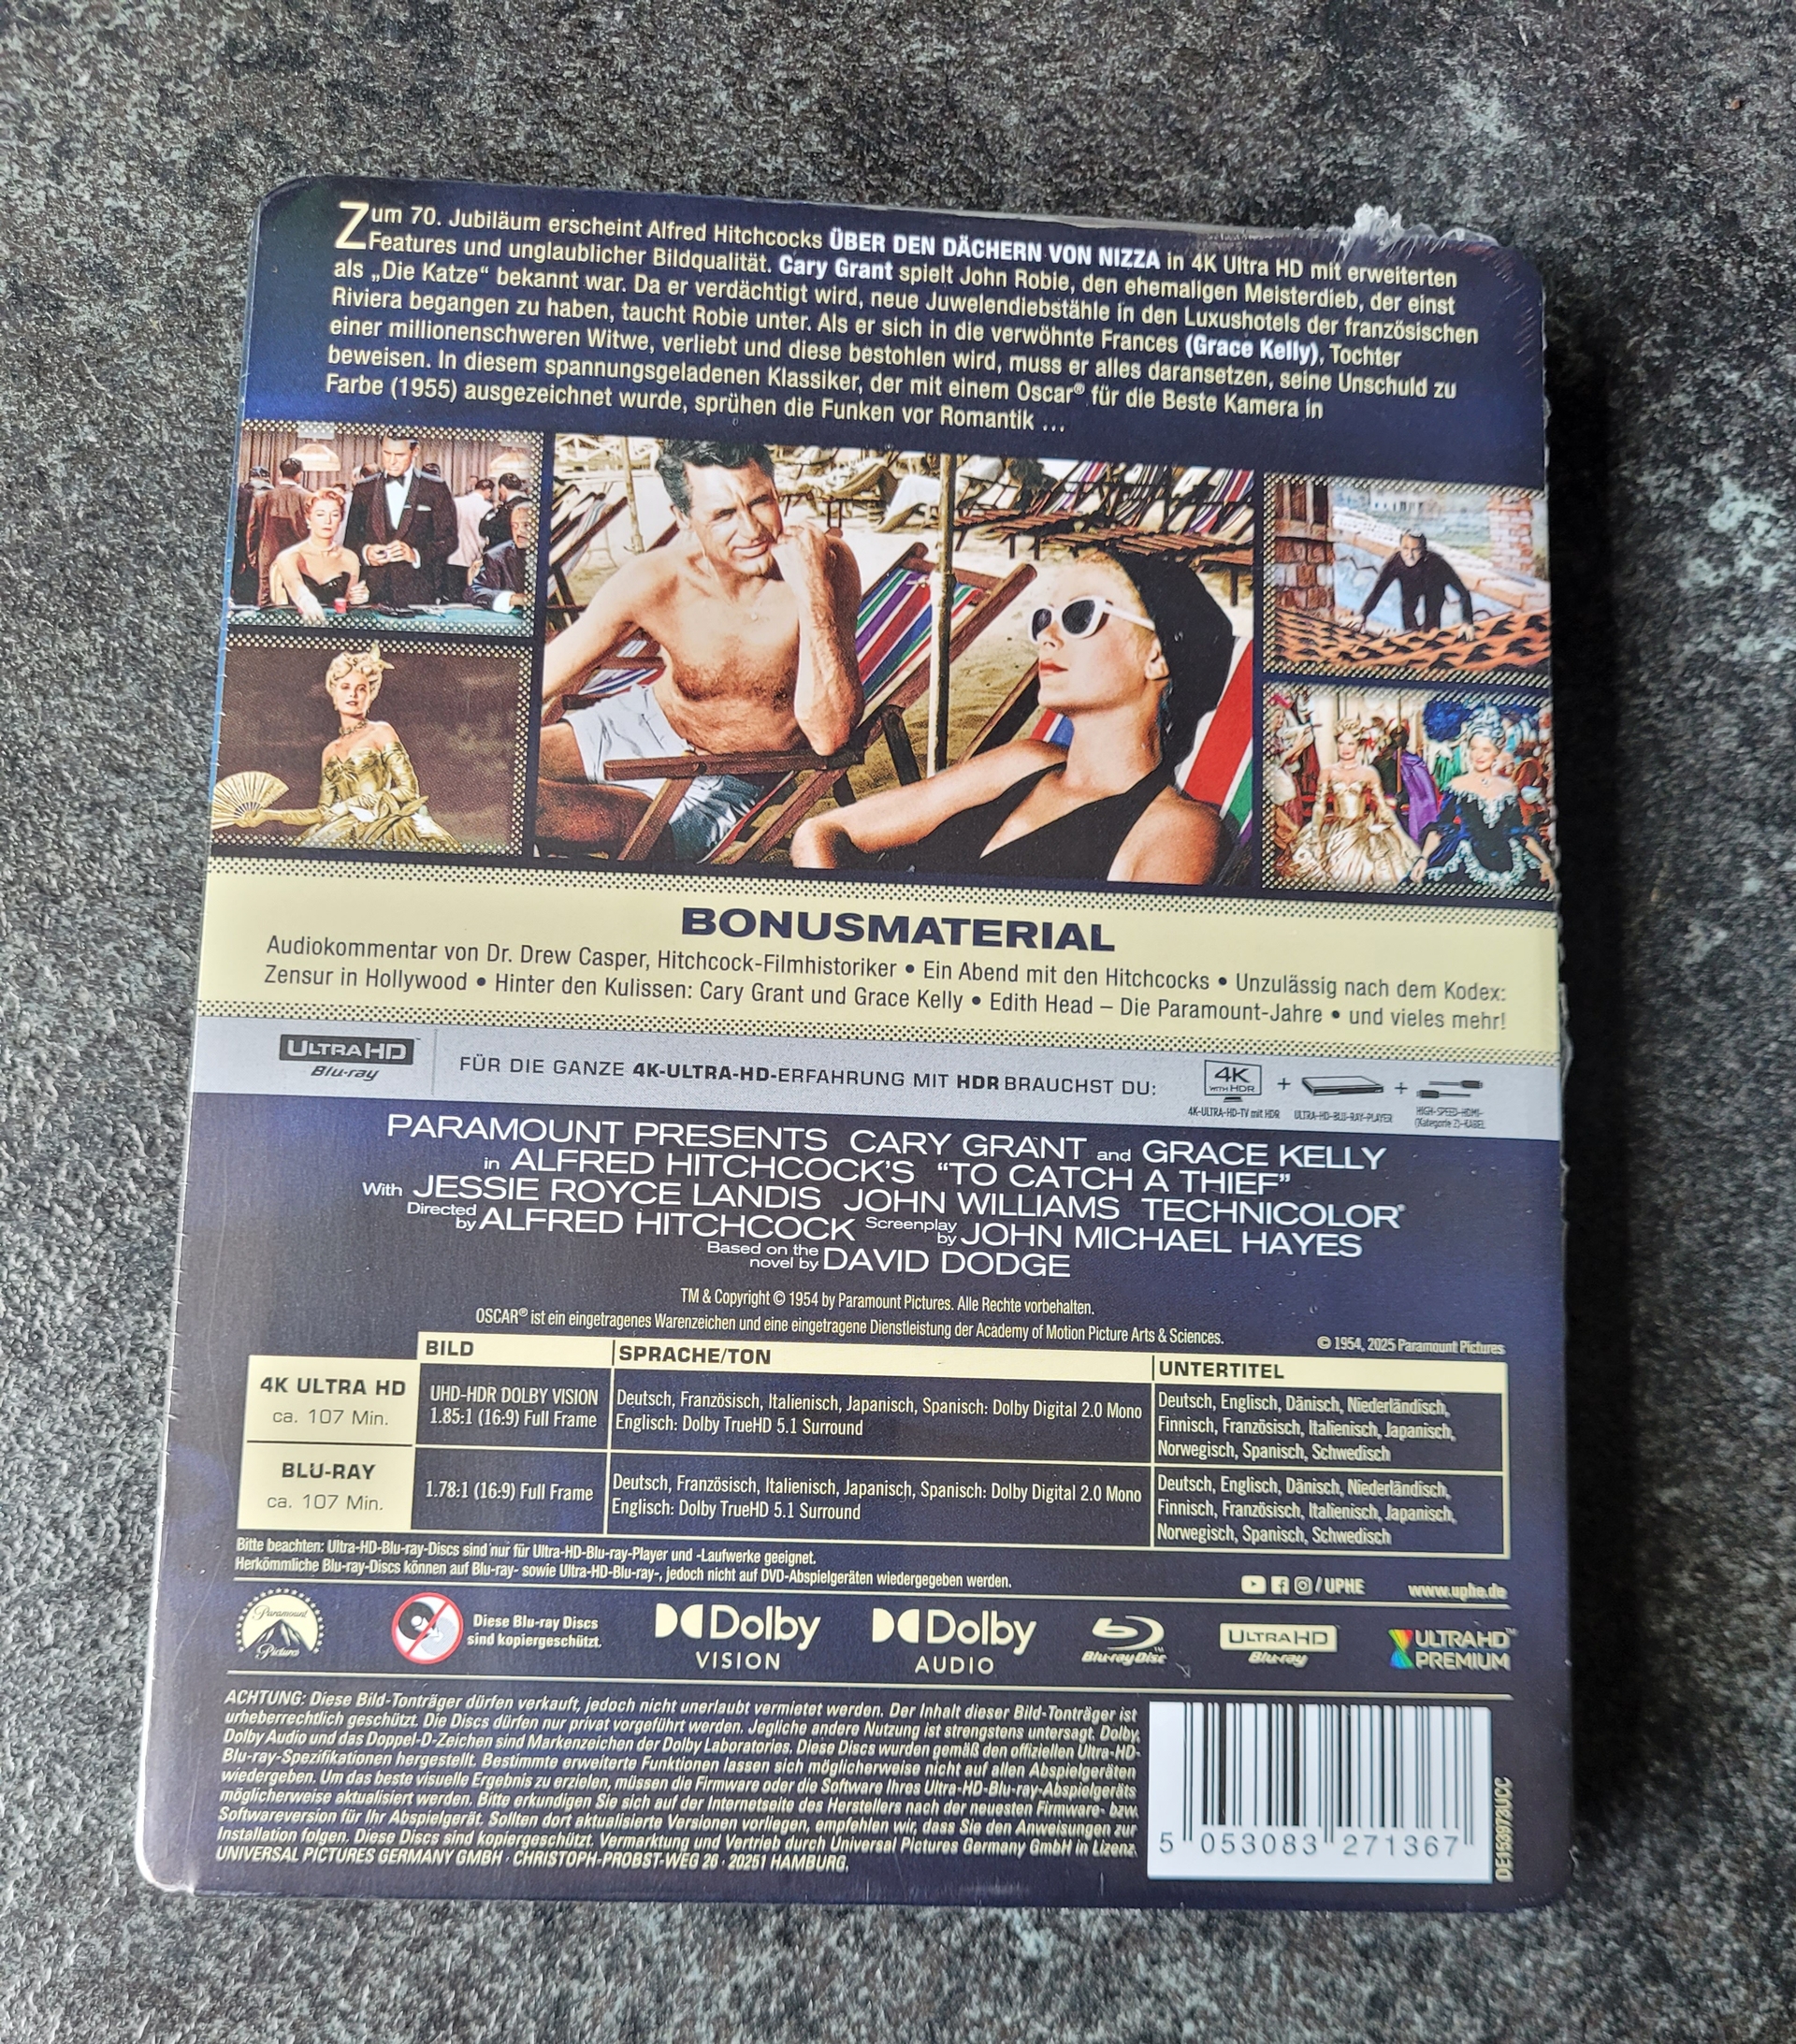 Zum 70. Jubiläum erscheint Alfred Hitchcocks ÜBER DEN DÄCHERN VON NIZZA in 4K Ultra HD mit erweiterten
Features und unglaublicher Bildqualität. Cary Grant spielt John Robie, den ehemaligen Meisterdieb, der einst
als „Die Katze“ bekannt war. Da er verdächtigt wird, neue Juwelendiebstähle in den Luxushotels der französischen
Riviera begangen zu haben, taucht Robie unter. Als er sich in die verwöhnte Frances (Grace Kelly), Tochter
einer millionenschweren Witwe, verliebt und diese bestohlen wird, muss er alles daransetzen, seine Unschuld zu
beweisen. In diesem spannungsgeladenen Klassiker, der mit einem Oscar® für die Beste Kamera in
Farbe (1955) ausgezeichnet wurde, sprühen die Funken vor Romantik ...
BONUSMATERIAL
Audiokommentar von Dr. Drew Casper, Hitchcock-Filmhistoriker • Ein Abend mit den Hitchcocks • Unzulässig nach dem Kodex:
Zensur in Hollywood • Hinter den Kulissen: Cary Grant und Grace Kelly • Edith Head – Die Paramount-Jahre • und vieles mehr!
ULTRA HD
Blu-ray
FÜR DIE GANZE 4K-ULTRA-HD-ERFAHRUNG MIT HDR BRAUCHST DU:
4K
WITH HDR
+ +
4K-ULTRA-HD-TV mit HDR
ULTRA-HD-BLU-RAY-PLAYER
HIGH-SPEED-HDMI-
(Kategorie 2)-KABEL
PARAMOUNT PRESENTS CARY GRANT and GRACE KELLY
in ALFRED HITCHCOCK'S “TO CATCH A THIEF”
With JESSIE ROYCE LANDIS JOHN WILLIAMS TECHNICOLOR®
Directed by ALFRED HITCHCOCK Screenplay by JOHN MICHAEL HAYES
Based on the novel by DAVID DODGE
TM & Copyright © 1954 by Paramount Pictures. Alle Rechte vorbehalten.
OSCAR® ist ein eingetragenes Warenzeichen und eine eingetragene Dienstleistung der Academy of Motion Picture Arts & Sciences.
© 1954, 2025 Paramount Pictures
BILD
SPRACHE/TON
UNTERTITEL
4K ULTRA HD
ca. 107 Min.
UHD-HDR DOLBY VISION
1.85:1 (16:9) Full Frame
Deutsch, Französisch, Italienisch, Japanisch, Spanisch: Dolby Digital 2.0 Mono
Englisch: Dolby TrueHD 5.1 Surround
Deutsch, Englisch, Dänisch, Niederländisch,
Finnisch, Französisch, Italienisch, Japanisch,
Norwegisch, Spanisch, Schwedisch
BLU-RAY
ca. 107 Min.
1.78:1 (16:9) Full Frame
Deutsch, Französisch, Italienisch, Japanisch, Spanisch: Dolby Digital 2.0 Mono
Englisch: Dolby TrueHD 5.1 Surround
Deutsch, Englisch, Dänisch, Niederländisch,
Finnisch, Französisch, Italienisch, Japanisch,
Norwegisch, Spanisch, Schwedisch
Bitte beachten: Ultra-HD-Blu-ray-Discs sind nur für Ultra-HD-Blu-ray-Player und -Laufwerke geeignet.
Herkömmliche Blu-ray-Discs können auf Blu-ray- sowie Ultra-HD-Blu-ray-, jedoch nicht auf DVD-Abspielgeräten wiedergegeben werden.
/UPHE
www.uphe.de
Paramount
Pictures
Diese Blu-ray Discs
sind kopiergeschützt.
Dolby
VISION
Dolby
AUDIO
Blu-ray Disc™
ULTRA HD
Blu-ray
ULTRA HD™
PREMIUM
ACHTUNG: Diese Bild-Tonträger dürfen verkauft, jedoch nicht unerlaubt vermietet werden. Der Inhalt dieser Bild-Tonträger ist
urheberrechtlich geschützt. Die Discs dürfen nur privat vorgeführt werden. Jegliche andere Nutzung ist strengstens untersagt. Dolby,
Dolby Audio und das Doppel-D-Zeichen sind Markenzeichen der Dolby Laboratories. Diese Discs wurden gemäß den offiziellen Ultra-HD-
Blu-ray-Spezifikationen hergestellt. Bestimmte erweiterte Funktionen lassen sich möglicherweise nicht auf allen Abspielgeräten
wiedergeben. Um das beste visuelle Ergebnis zu erzielen, müssen die Firmware oder die Software Ihres Ultra-HD-Blu-ray-Abspielgeräts
möglicherweise aktualisiert werden. Bitte erkundigen Sie sich auf der Internetseite des Herstellers nach der neuesten Firmware- bzw.
Softwareversion für Ihr Abspielgerät. Sollten dort aktualisierte Versionen vorliegen, empfehlen wir, dass Sie den Anweisungen zur
Installation folgen. Diese Discs sind kopiergeschützt. Vermarktung und Vertrieb durch Universal Pictures Germany GmbH in Lizenz.
UNIVERSAL PICTURES GERMANY GMBH · CHRISTOPH-PROBST-WEG 26 · 20251 HAMBURG,
5 053083 271367
DE153973UCC